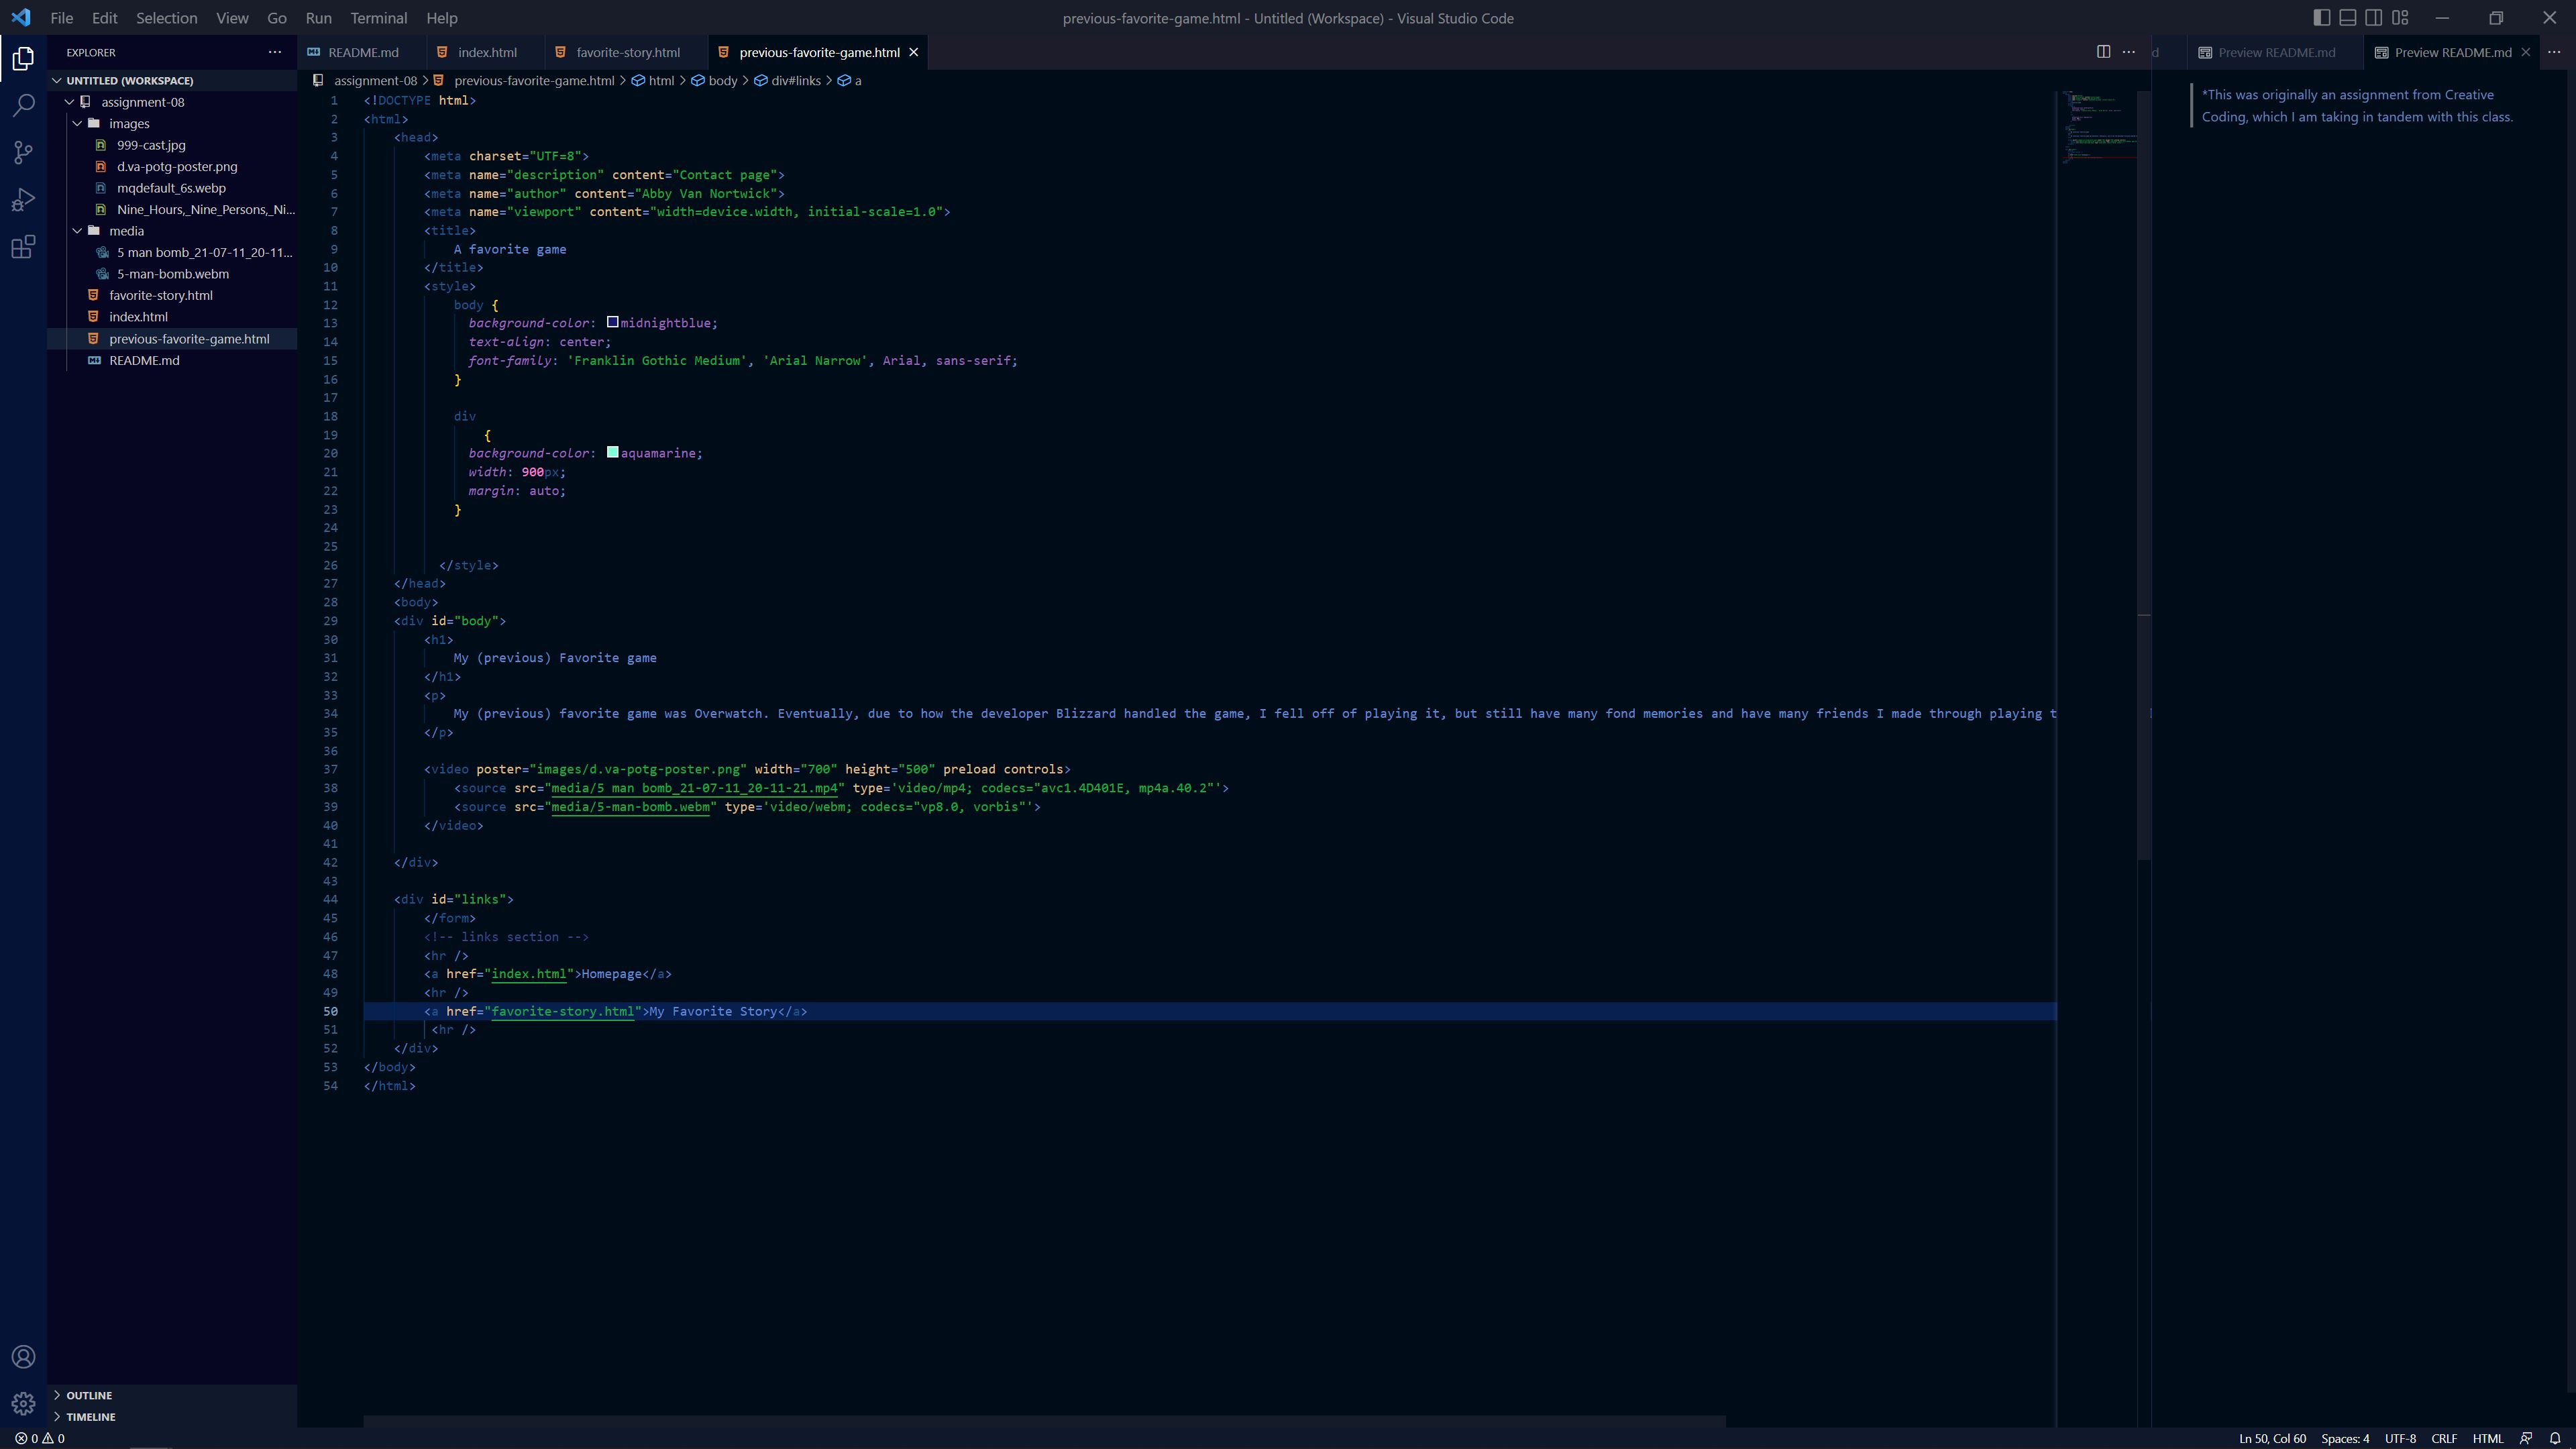 File Edit Selection View Go Run Terminal Help
previous-favorite-game.html - Untitled (Workspace) - Visual Studio Code
EXPLORER
UNTITLED (WORKSPACE)
assignment-08
images
999-cast.jpg
d.va-potg-poster.png
mqdefault_6s.webp
Nine_Hours,_Nine_Persons,_Ni...
media
5 man bomb_21-07-11_20-11...
5-man-bomb.webm
favorite-story.html
index.html
previous-favorite-game.html
README.md
OUTLINE
TIMELINE
README.md index.html favorite-story.html previous-favorite-game.html
assignment-08 > previous-favorite-game.html > html > body > div#links > a
1 <!DOCTYPE html>
2 <html>
3 <head>
4 <meta charset="UTF=8">
5 <meta name="description" content="Contact page">
6 <meta name="author" content="Abby Van Nortwick">
7 <meta name="viewport" content="width=device.width, initial-scale=1.0">
8 <title>
9 A favorite game
10 </title>
11 <style>
12 body {
13 background-color: midnightblue;
14 text-align: center;
15 font-family: 'Franklin Gothic Medium', 'Arial Narrow', Arial, sans-serif;
16 }
17
18 div
19 {
20 background-color: aquamarine;
21 width: 900px;
22 margin: auto;
23 }
24
25
26 </style>
27 </head>
28 <body>
29 <div id="body">
30 <h1>
31 My (previous) Favorite game
32 </h1>
33 <p>
34 My (previous) favorite game was Overwatch. Eventually, due to how the developer Blizzard handled the game, I fell off of playing it, but still have many fond memories and have many friends I made through playing t
35 </p>
36
37 <video poster="images/d.va-potg-poster.png" width="700" height="500" preload controls>
38 <source src="media/5 man bomb_21-07-11_20-11-21.mp4" type='video/mp4; codecs="avc1.4D401E, mp4a.40.2"'>
39 <source src="media/5-man-bomb.webm" type='video/webm; codecs="vp8.0, vorbis"'>
40 </video>
41
42 </div>
43
44 <div id="links">
45 </form>
46 <!-- links section -->
47 <hr />
48 <a href="index.html">Homepage</a>
49 <hr />
50 <a href="favorite-story.html">My Favorite Story</a>
51 <hr />
52 </div>
53 </body>
54 </html>
d Preview README.md Preview README.md
*This was originally an assignment from Creative
Coding, which I am taking in tandem with this class.
0 0
Ln 50, Col 60 Spaces: 4 UTF-8 CRLF HTML